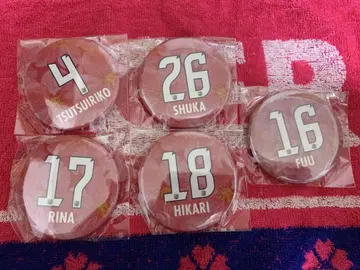 4
TSUTSUIRIKO
26
SHUKA
16
FUU
17
RINA
18
HIKARI